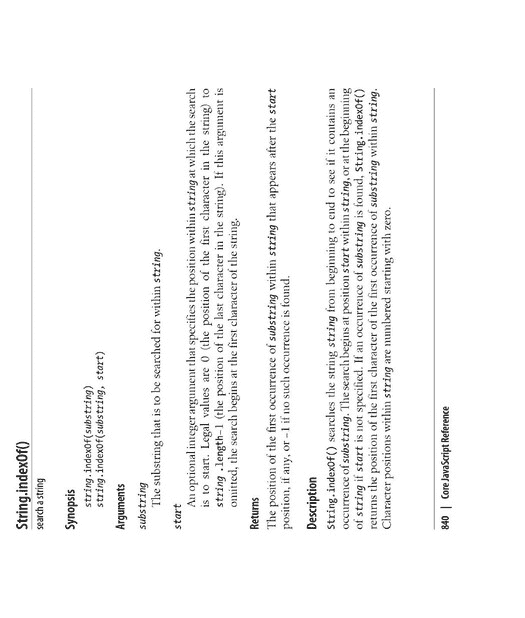 String.indexOf()
search a string
Synopsis
string.indexOf(substring)
string.indexOf(substring, start)
Arguments
substring
The substring that is to be searched for within string.
start
An optional integer argument that specifies the position within string at which the search
is to start. Legal values are 0 (the position of the first character in the string) to
string .length-1 (the position of the last character in the string). If this argument is
omitted, the search begins at the first character of the string.
Returns
The position of the first occurrence of substring within string that appears after the start
position, if any, or -1 if no such occurrence is found.
Description
String.indexOf() searches the string string from beginning to end to see if it contains an
occurrence of substring. The search begins at position start within string, or at the beginning
of string if start is not specified. If an occurrence of substring is found, String.indexOf()
returns the position of the first character of the first occurrence of substring within string.
Character positions within string are numbered starting with zero.
840 | Core JavaScript Reference